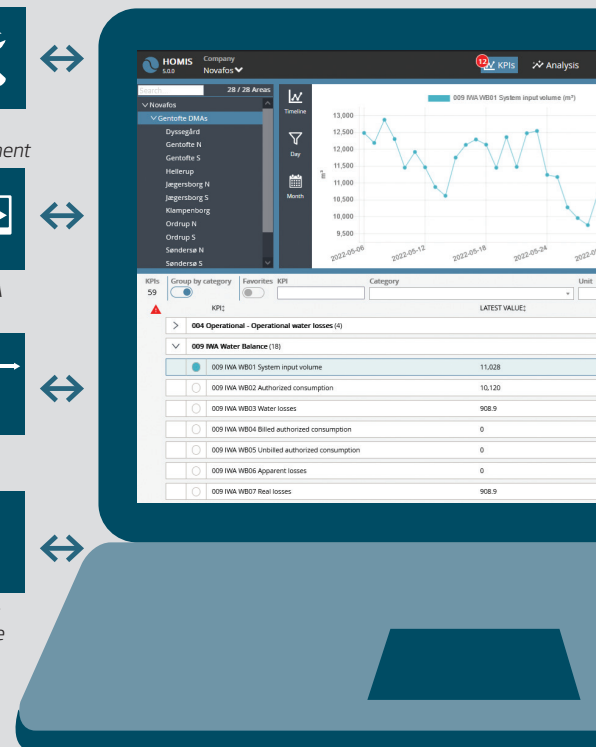 HOMIS
5.0.0
Company
Novafos
12
KPIs
Analysis
Search
28 / 28 Areas
Novafos
Gentofte DMAs
Dyssegård
Gentofte N
Gentofte S
Hellerup
Jægersborg N
Jægersborg S
Klampenborg
Ordrup N
Ordrup S
Søndersø N
Søndersø S
Timeline
Day
Month
009 IWA WB01 System input volume (m³)
m³
13,000
12,500
12,000
11,500
11,000
10,500
10,000
9,500
2022-05-06
2022-05-12
2022-05-18
2022-05-24
2022-05
KPIs
59
Group by category
Favorites
KPI
Category
Unit
KPI
LATEST VALUE
004 Operational - Operational water losses (4)
009 IWA Water Balance (18)
009 IWA WB01 System input volume 11,028
009 IWA WB02 Authorized consumption 10,120
009 IWA WB03 Water losses 908.9
009 IWA WB04 Billed authorized consumption 0
009 IWA WB05 Unbilled authorized consumption 0
009 IWA WB06 Apparent losses 0
009 IWA WB07 Real losses 908.9
ment
e